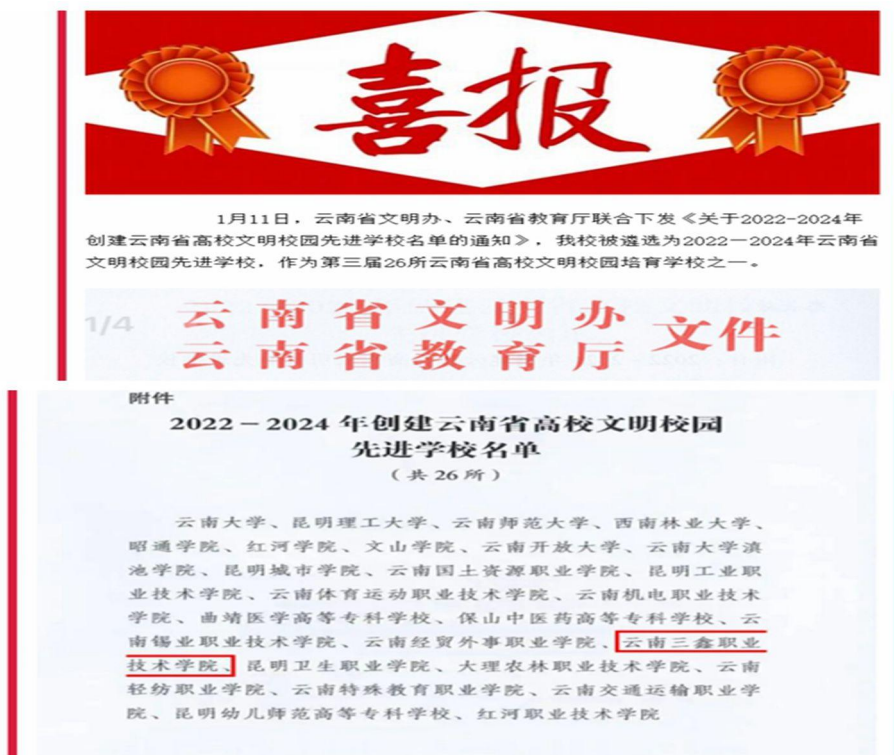 喜报
1月11日，云南省文明办、云南省教育厅联合下发《关于2022-2024年
创建云南省高校文明校园先进学校名单的通知》，我校被遴选为2022—2024年云南省
文明校园先进学校，作为第三届26所云南省高校文明校园培育学校之一。
1/4
云南省文明办
云南省教育厅
文件
附件
2022－2024 年创建云南省高校文明校园
先进学校名单
（共 26 所）
云南大学、昆明理工大学、云南师范大学、西南林业大学、
昭通学院、红河学院、文山学院、云南开放大学、云南大学滇
池学院、昆明城市学院、云南国土资源职业学院、昆明工业职
业技术学院、云南体育运动职业技术学院、云南机电职业技术
学院、曲靖医学高等专科学校、保山中医药高等专科学校、云
南锡业职业技术学院、云南经贸外事职业学院、云南三鑫职业
技术学院、昆明卫生职业学院、大理农林职业技术学院、云南
轻纺职业学院、云南特殊教育职业学院、云南交通运输职业学
院、昆明幼儿师范高等专科学校、红河职业技术学院